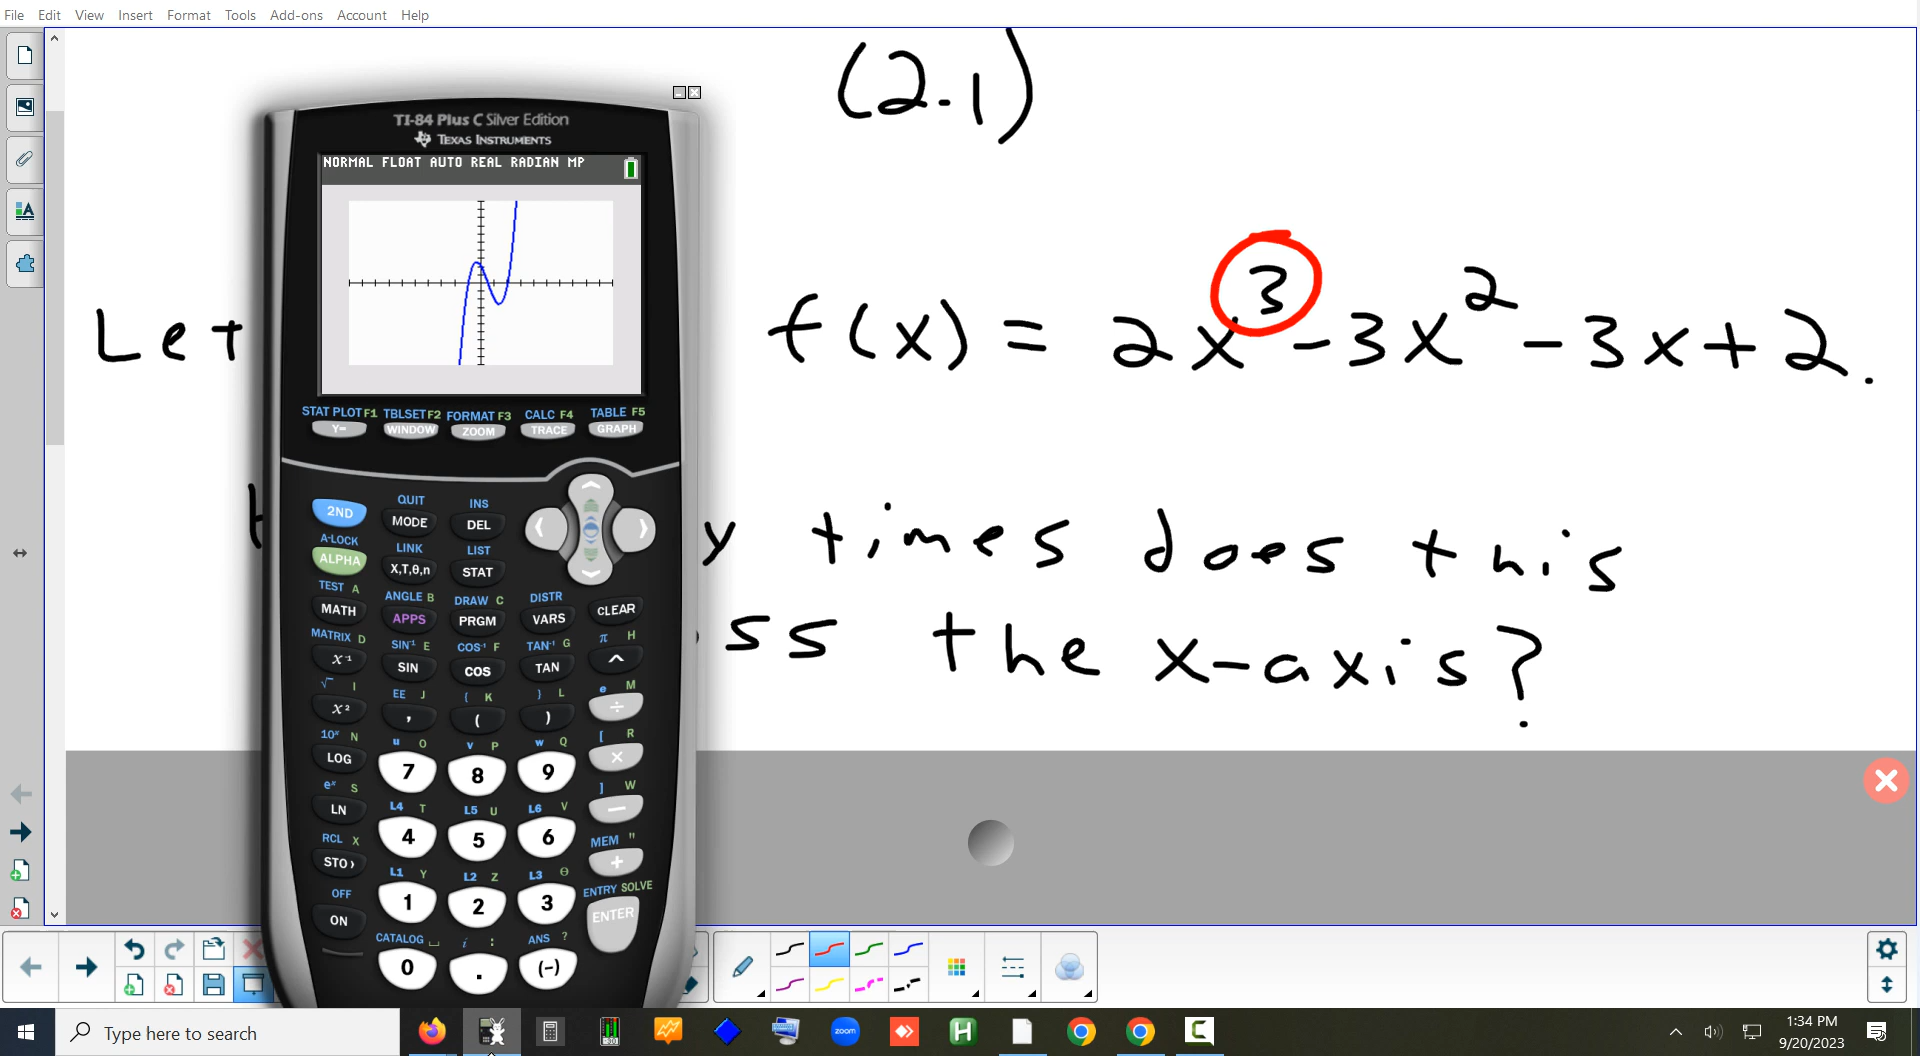 File Edit View Insert Format Tools Add-ons Account Help
(2.1)
TI-84 Plus C Silver Edition
TEXAS INSTRUMENTS
NORMAL FLOAT AUTO REAL RADIAN MP
Let f(x) = 2x³-3x²-3x+2.
STAT PLOT F1 TBLSET F2 FORMAT F3 CALC F4 TABLE F5
Y= WINDOW ZOOM TRACE GRAPH
y times does this
ss the x-axis?
QUIT INS
2ND MODE DEL
A-LOCK LINK LIST
ALPHA X,T,θ,n STAT
TEST A ANGLE B DRAW C DISTR
MATH APPS PRGM VARS CLEAR
MATRIX D SIN⁻¹ E COS⁻¹ F TAN⁻¹ G π H
x⁻¹ SIN COS TAN ^
√ I EE J { K } L e M
x² , ( ) ÷
10ˣ N u O v P w Q [ R
LOG 7 8 9 ×
eˣ S L4 T L5 U L6 V ] W
LN 4 5 6 −
RCL X L1 Y L2 Z L3 θ MEM "
STO› 1 2 3 +
OFF CATALOG i : ANS ? ENTRY SOLVE
ON 0 . (-) ENTER
Type here to search
zoom
1:34 PM
9/20/2023